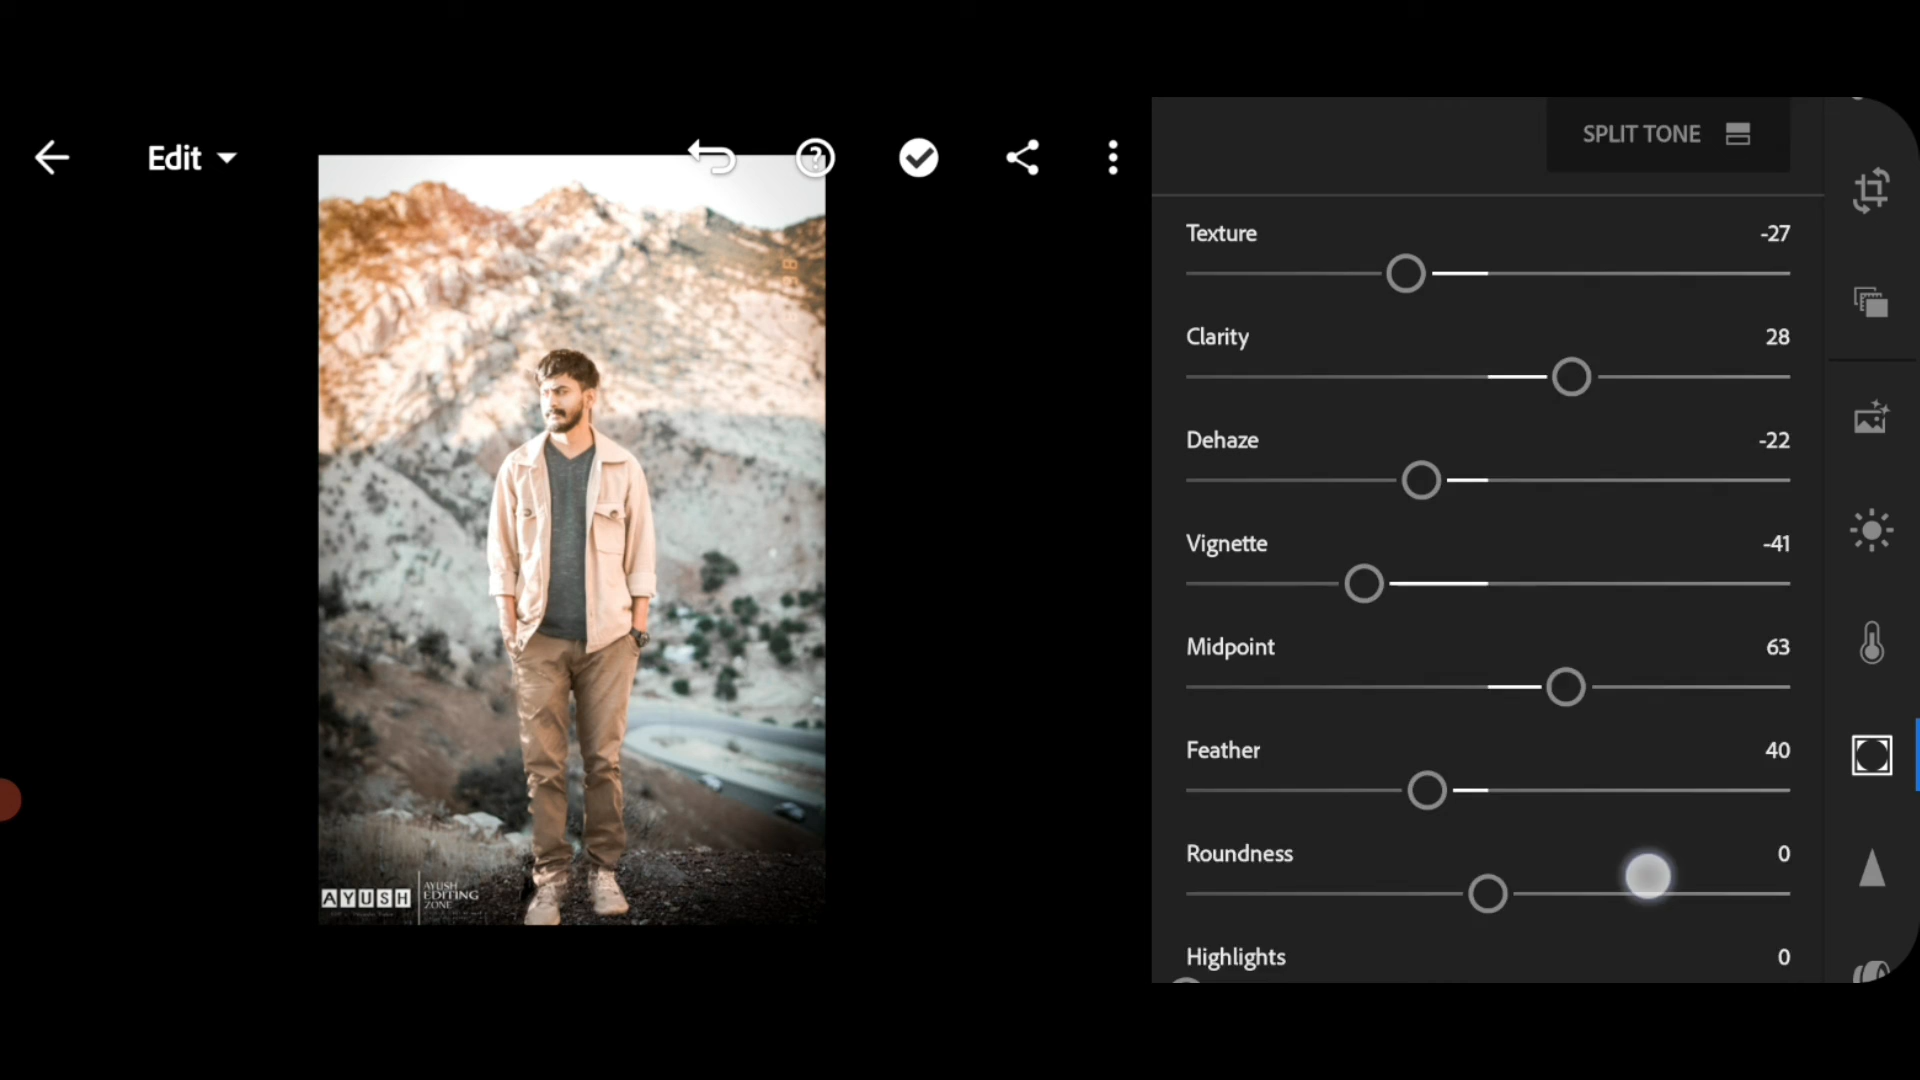 Edit
SPLIT TONE
Texture -27
Clarity 28
Dehaze -22
Vignette -41
Midpoint 63
Feather 40
Roundness 0
Highlights 0
AYUSH
AYUSH
EDITING
ZONE